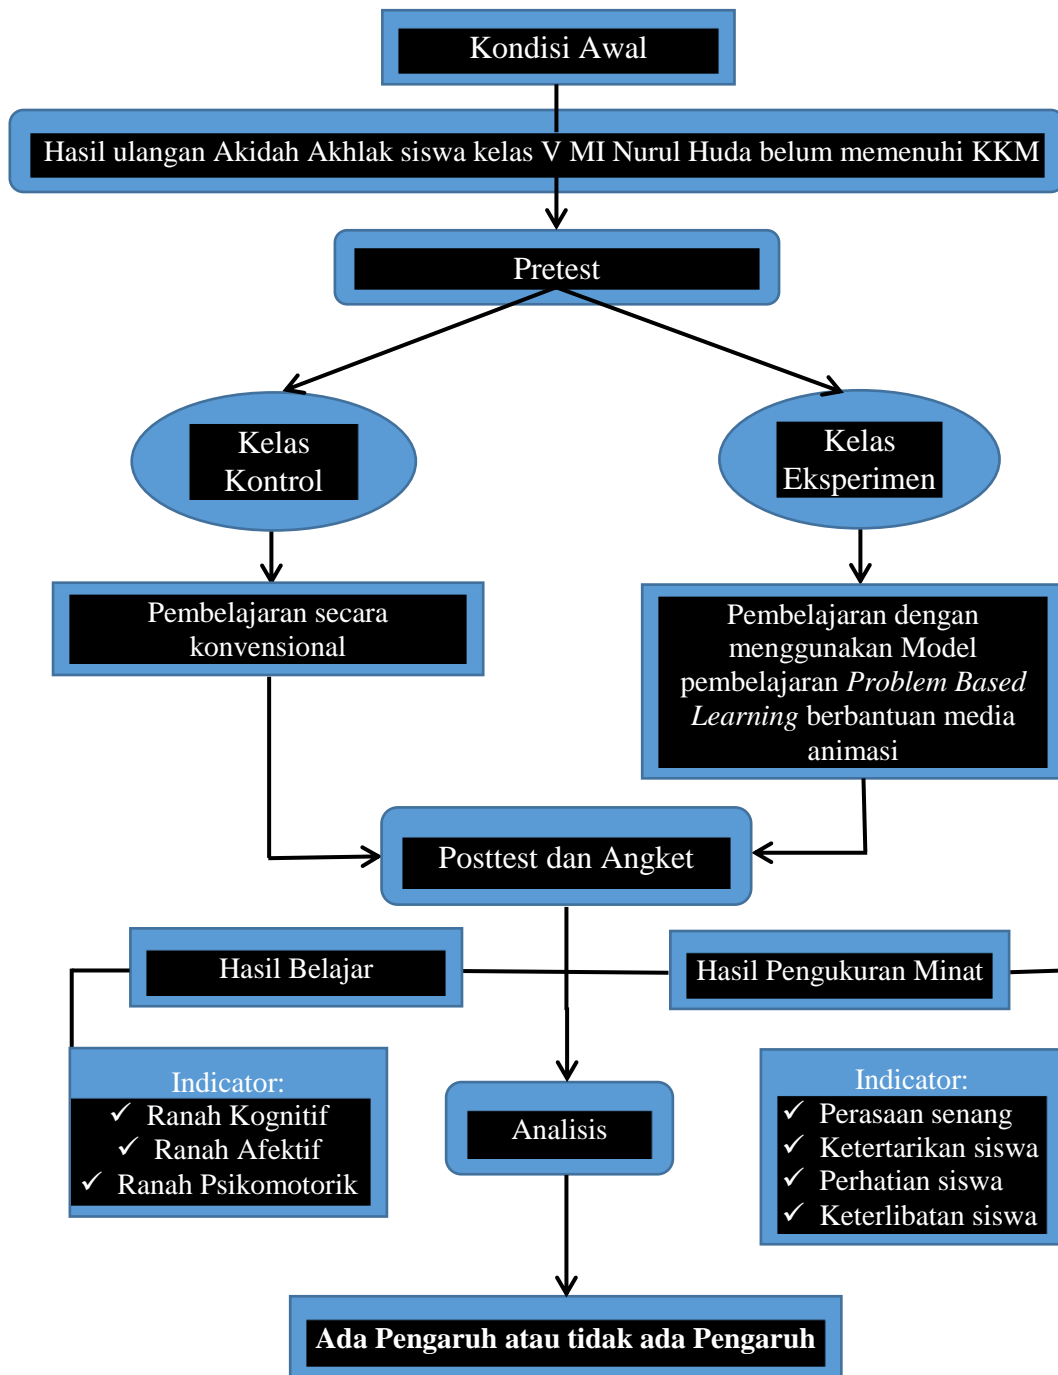 Kondisi Awal
Hasil ulangan Akidah Akhlak siswa kelas V MI Nurul Huda belum memenuhi KKM
Pretest
Kelas
Kontrol
Kelas
Eksperimen
Pembelajaran secara
konvensional
Pembelajaran dengan
menggunakan Model
pembelajaran Problem Based
Learning berbantuan media
animasi
Posttest dan Angket
Hasil Belajar
Hasil Pengukuran Minat
Indicator:
✓ Ranah Kognitif
✓ Ranah Afektif
✓ Ranah Psikomotorik
Analisis
Indicator:
✓ Perasaan senang
✓ Ketertarikan siswa
✓ Perhatian siswa
✓ Keterlibatan siswa
Ada Pengaruh atau tidak ada Pengaruh